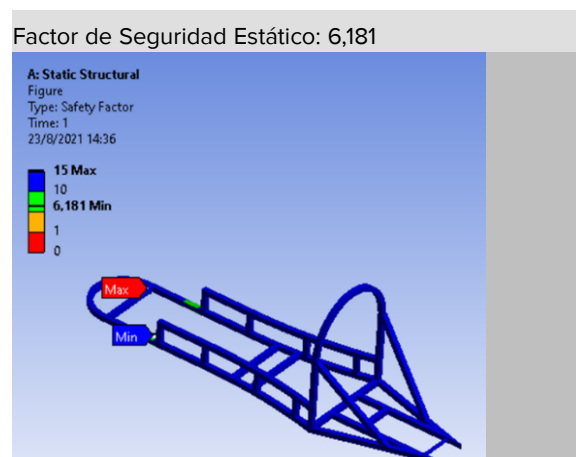 Factor de Seguridad Estático: 6,181
A: Static Structural
Figure
Type: Safety Factor
Time: 1
23/8/2021 14:36
15 Max
10
6,181 Min
1
0
Max
Min